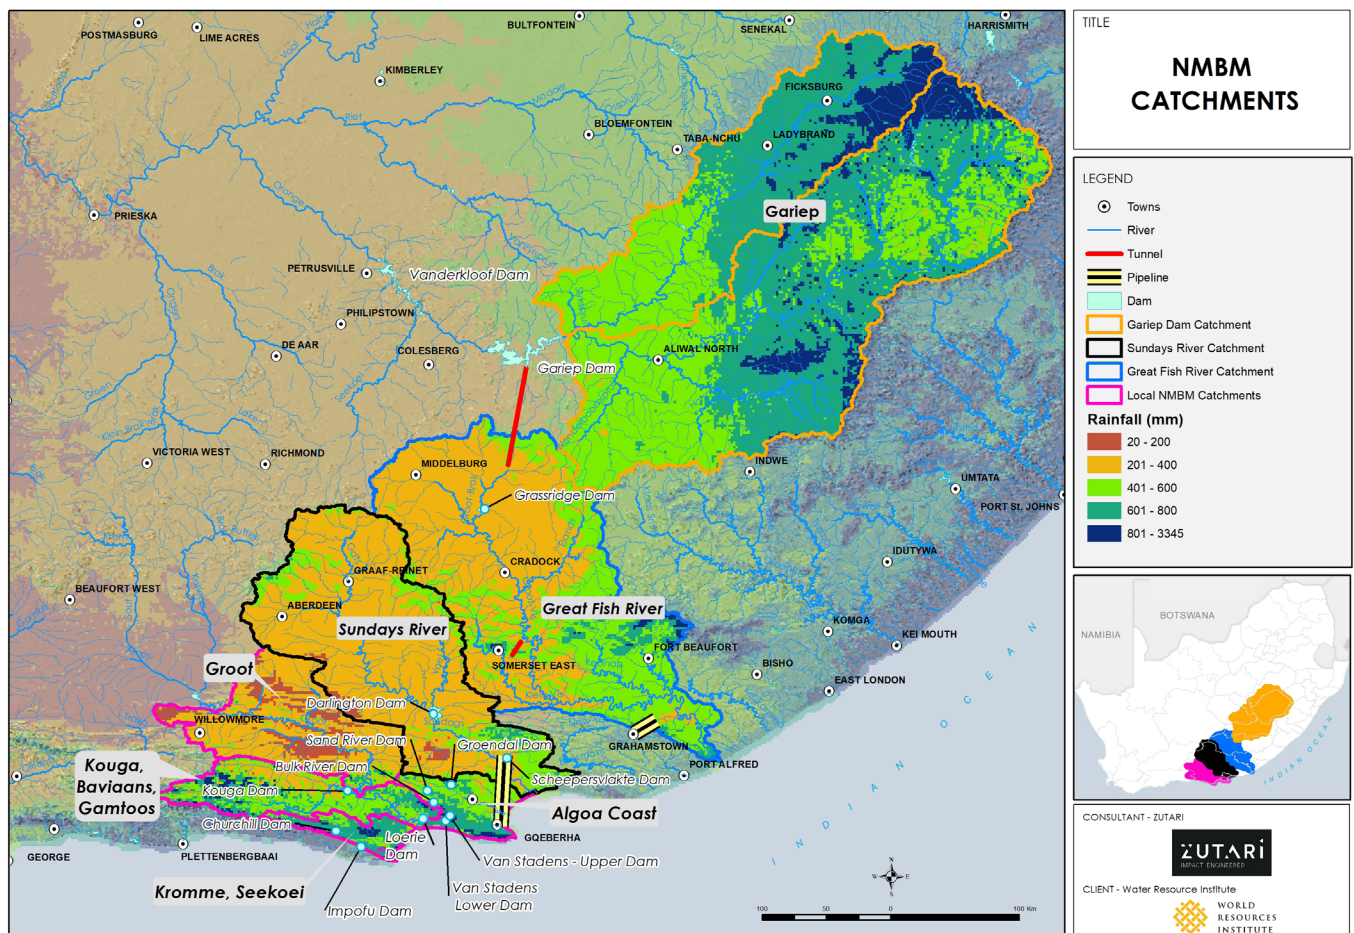 POSTMASBURG
LIME ACRES
BULTFONTEIN
SENEKAL
HARRISMITH
KIMBERLEY
FICKSBURG
BLOEMFONTEIN
TABA-NCHU
LADYBRAND
Vaal
Riet
Modder
PRIESKA
Gariep
Orange
PETRUSVILLE
Vanderkloof Dam
Brak
PHILIPSTOWN
DE AAR
COLESBERG
ALIWAL NORTH
Gariep Dam
Ongers
VICTORIA WEST
RICHMOND
MIDDELBURG
INDWE
UMTATA
Grassridge Dam
PORT St. JOHNS
IDUTYWA
CRADOCK
GRAAF-REINET
BEAUFORT WEST
ABERDEEN
Great Fish River
Sundays River
KOMGA
KEI MOUTH
FORT BEAUFORT
SOMERSET EAST
BISHO
Groot
EAST LONDON
Darlington Dam
WILLOWMORE
Sand River Dam
Groendal Dam
GRAHAMSTOWN
PORT ALFRED
Bulk River Dam
Scheepersvlakte Dam
Kouga,
Baviaans,
Gamtoos
Kouga Dam
Algoa Coast
Churchill Dam
GQEBERHA
Loerie
Dam
GEORGE
PLETTENBERGBAAI
Van Stadens - Upper Dam
Kromme, Seekoei
Van Stadens
Lower Dam
Impofu Dam
INDIAN OCEAN
N
W
E
S
100 50 0 100 Km
TITLE
NMBM
CATCHMENTS
LEGEND
Towns
River
Tunnel
Pipeline
Dam
Gariep Dam Catchment
Sundays River Catchment
Great Fish River Catchment
Local NMBM Catchments
Rainfall (mm)
20 - 200
201 - 400
401 - 600
601 - 800
801 - 3345
NAMIBIA
BOTSWANA
INDIAN OCEAN
CONSULTANT - ZUTARI
ZUTARI
IMPACT ENGINEERED
CLIENT - Water Resource Institute
WORLD
RESOURCES
INSTITUTE